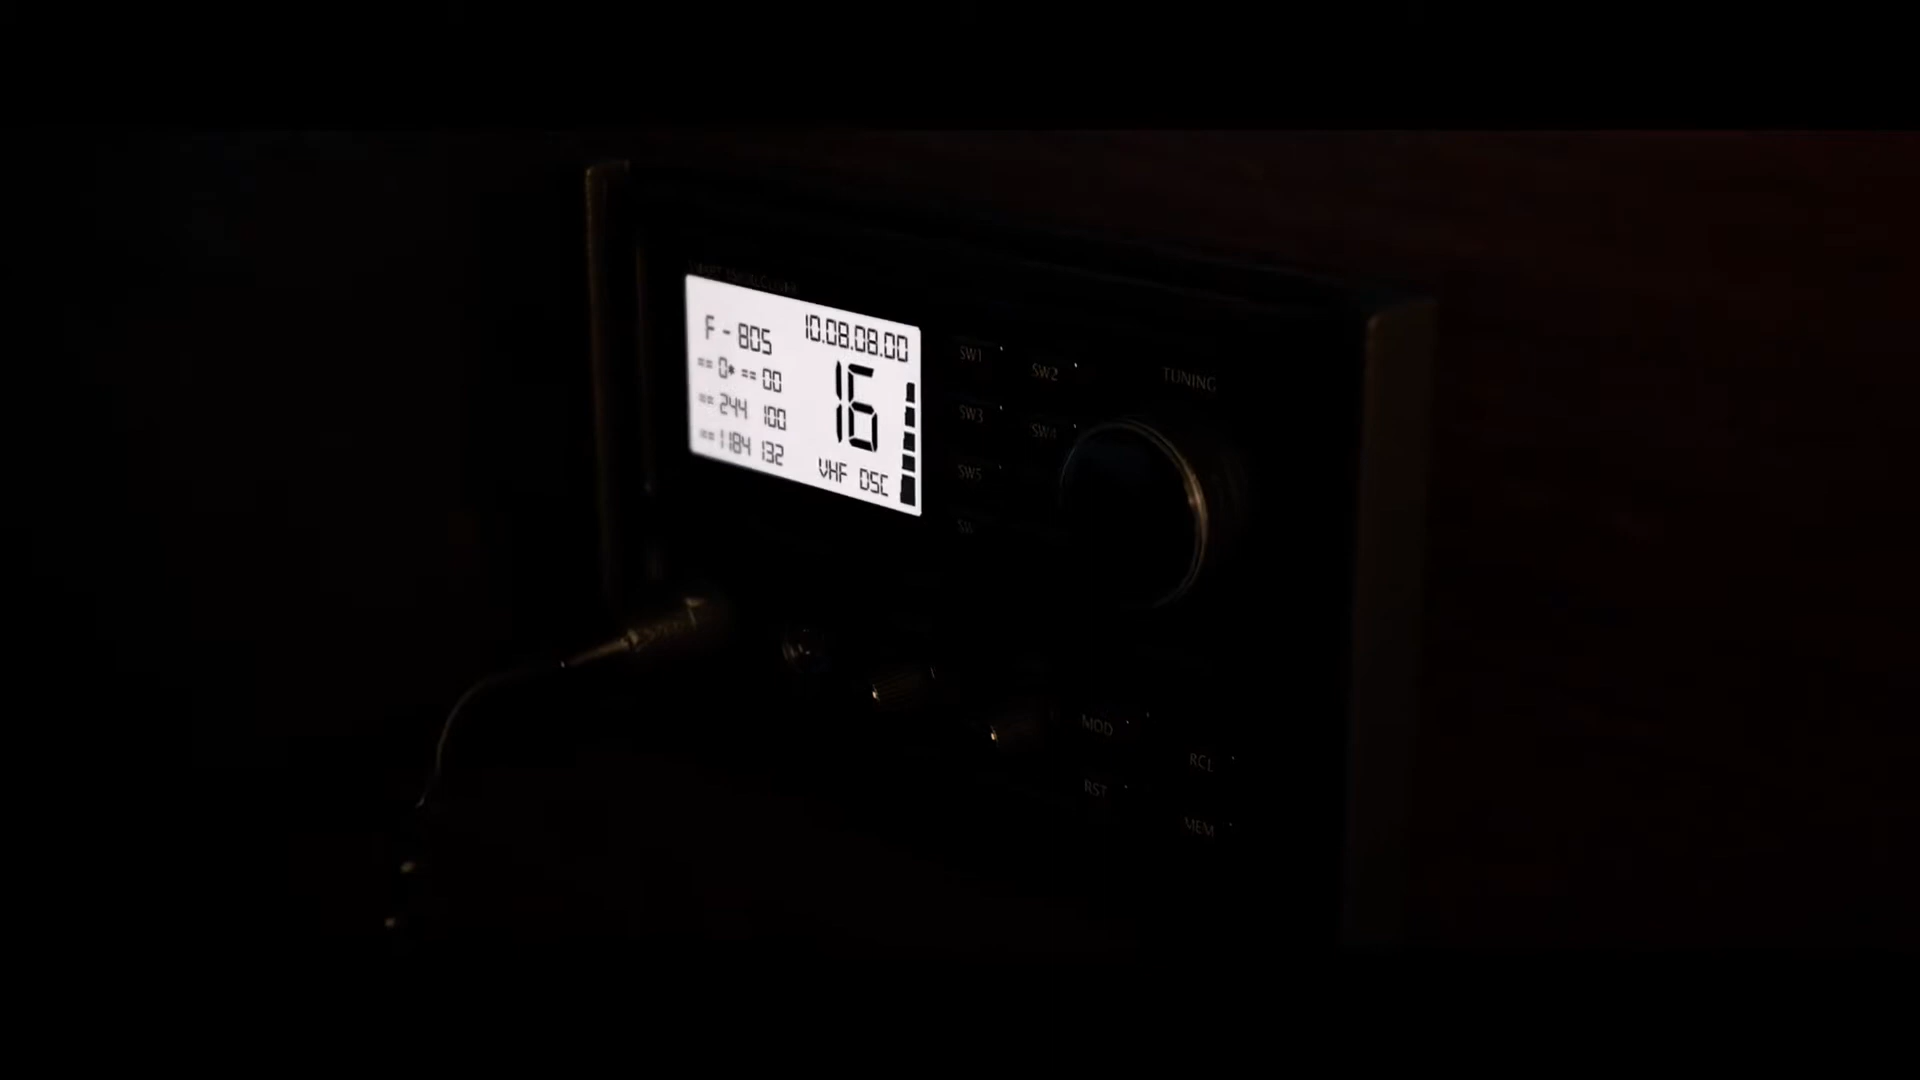 F - 805
10.08.08.00
== 0* == 00
== 244 100
== 1184 132
16
VHF DSC
SW1
SW2
SW3
SW4
SW5
TUNING
MOD
RCL
RST
MEM